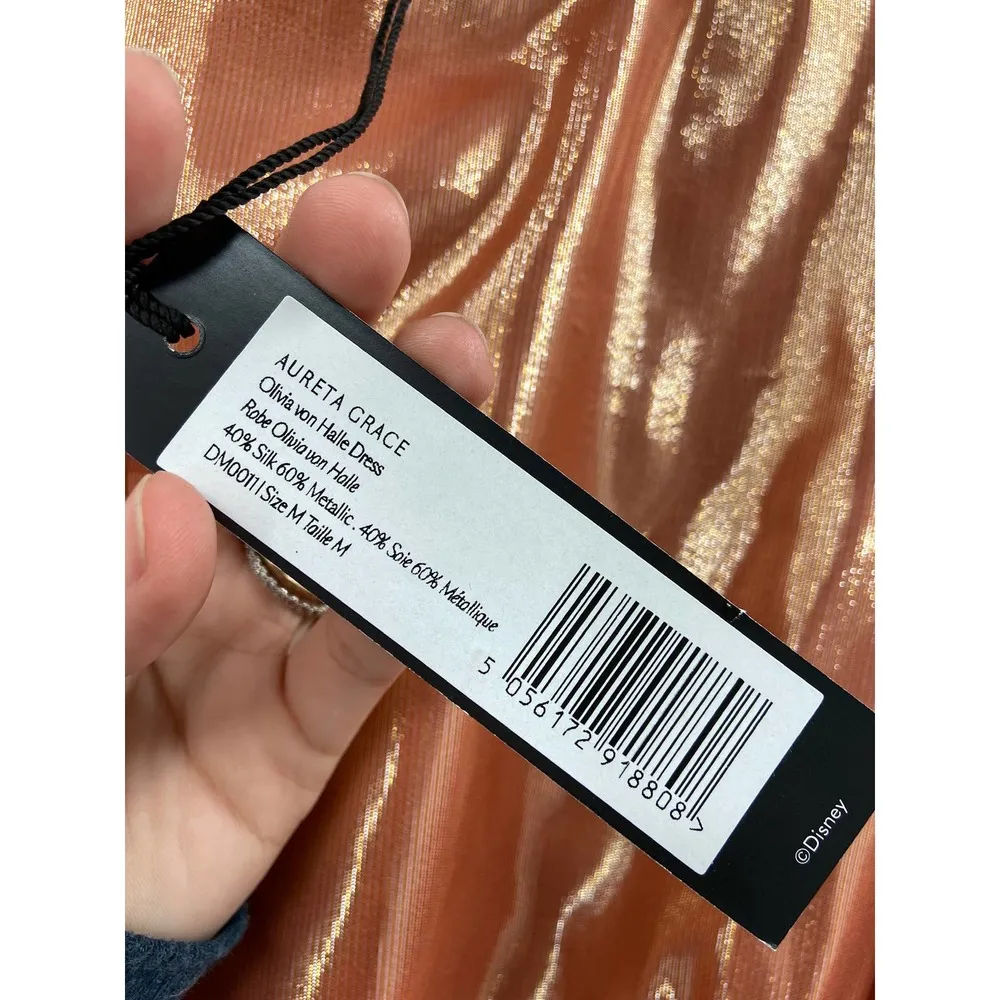 AURETA GRACE
Olivia von Halle Dress
Robe Olivia von Halle
40% Silk 60% Metallic. 40% Soie 60% Métallique
DM0011 | Size M Taille M
5 056172 918808 >
©Disney